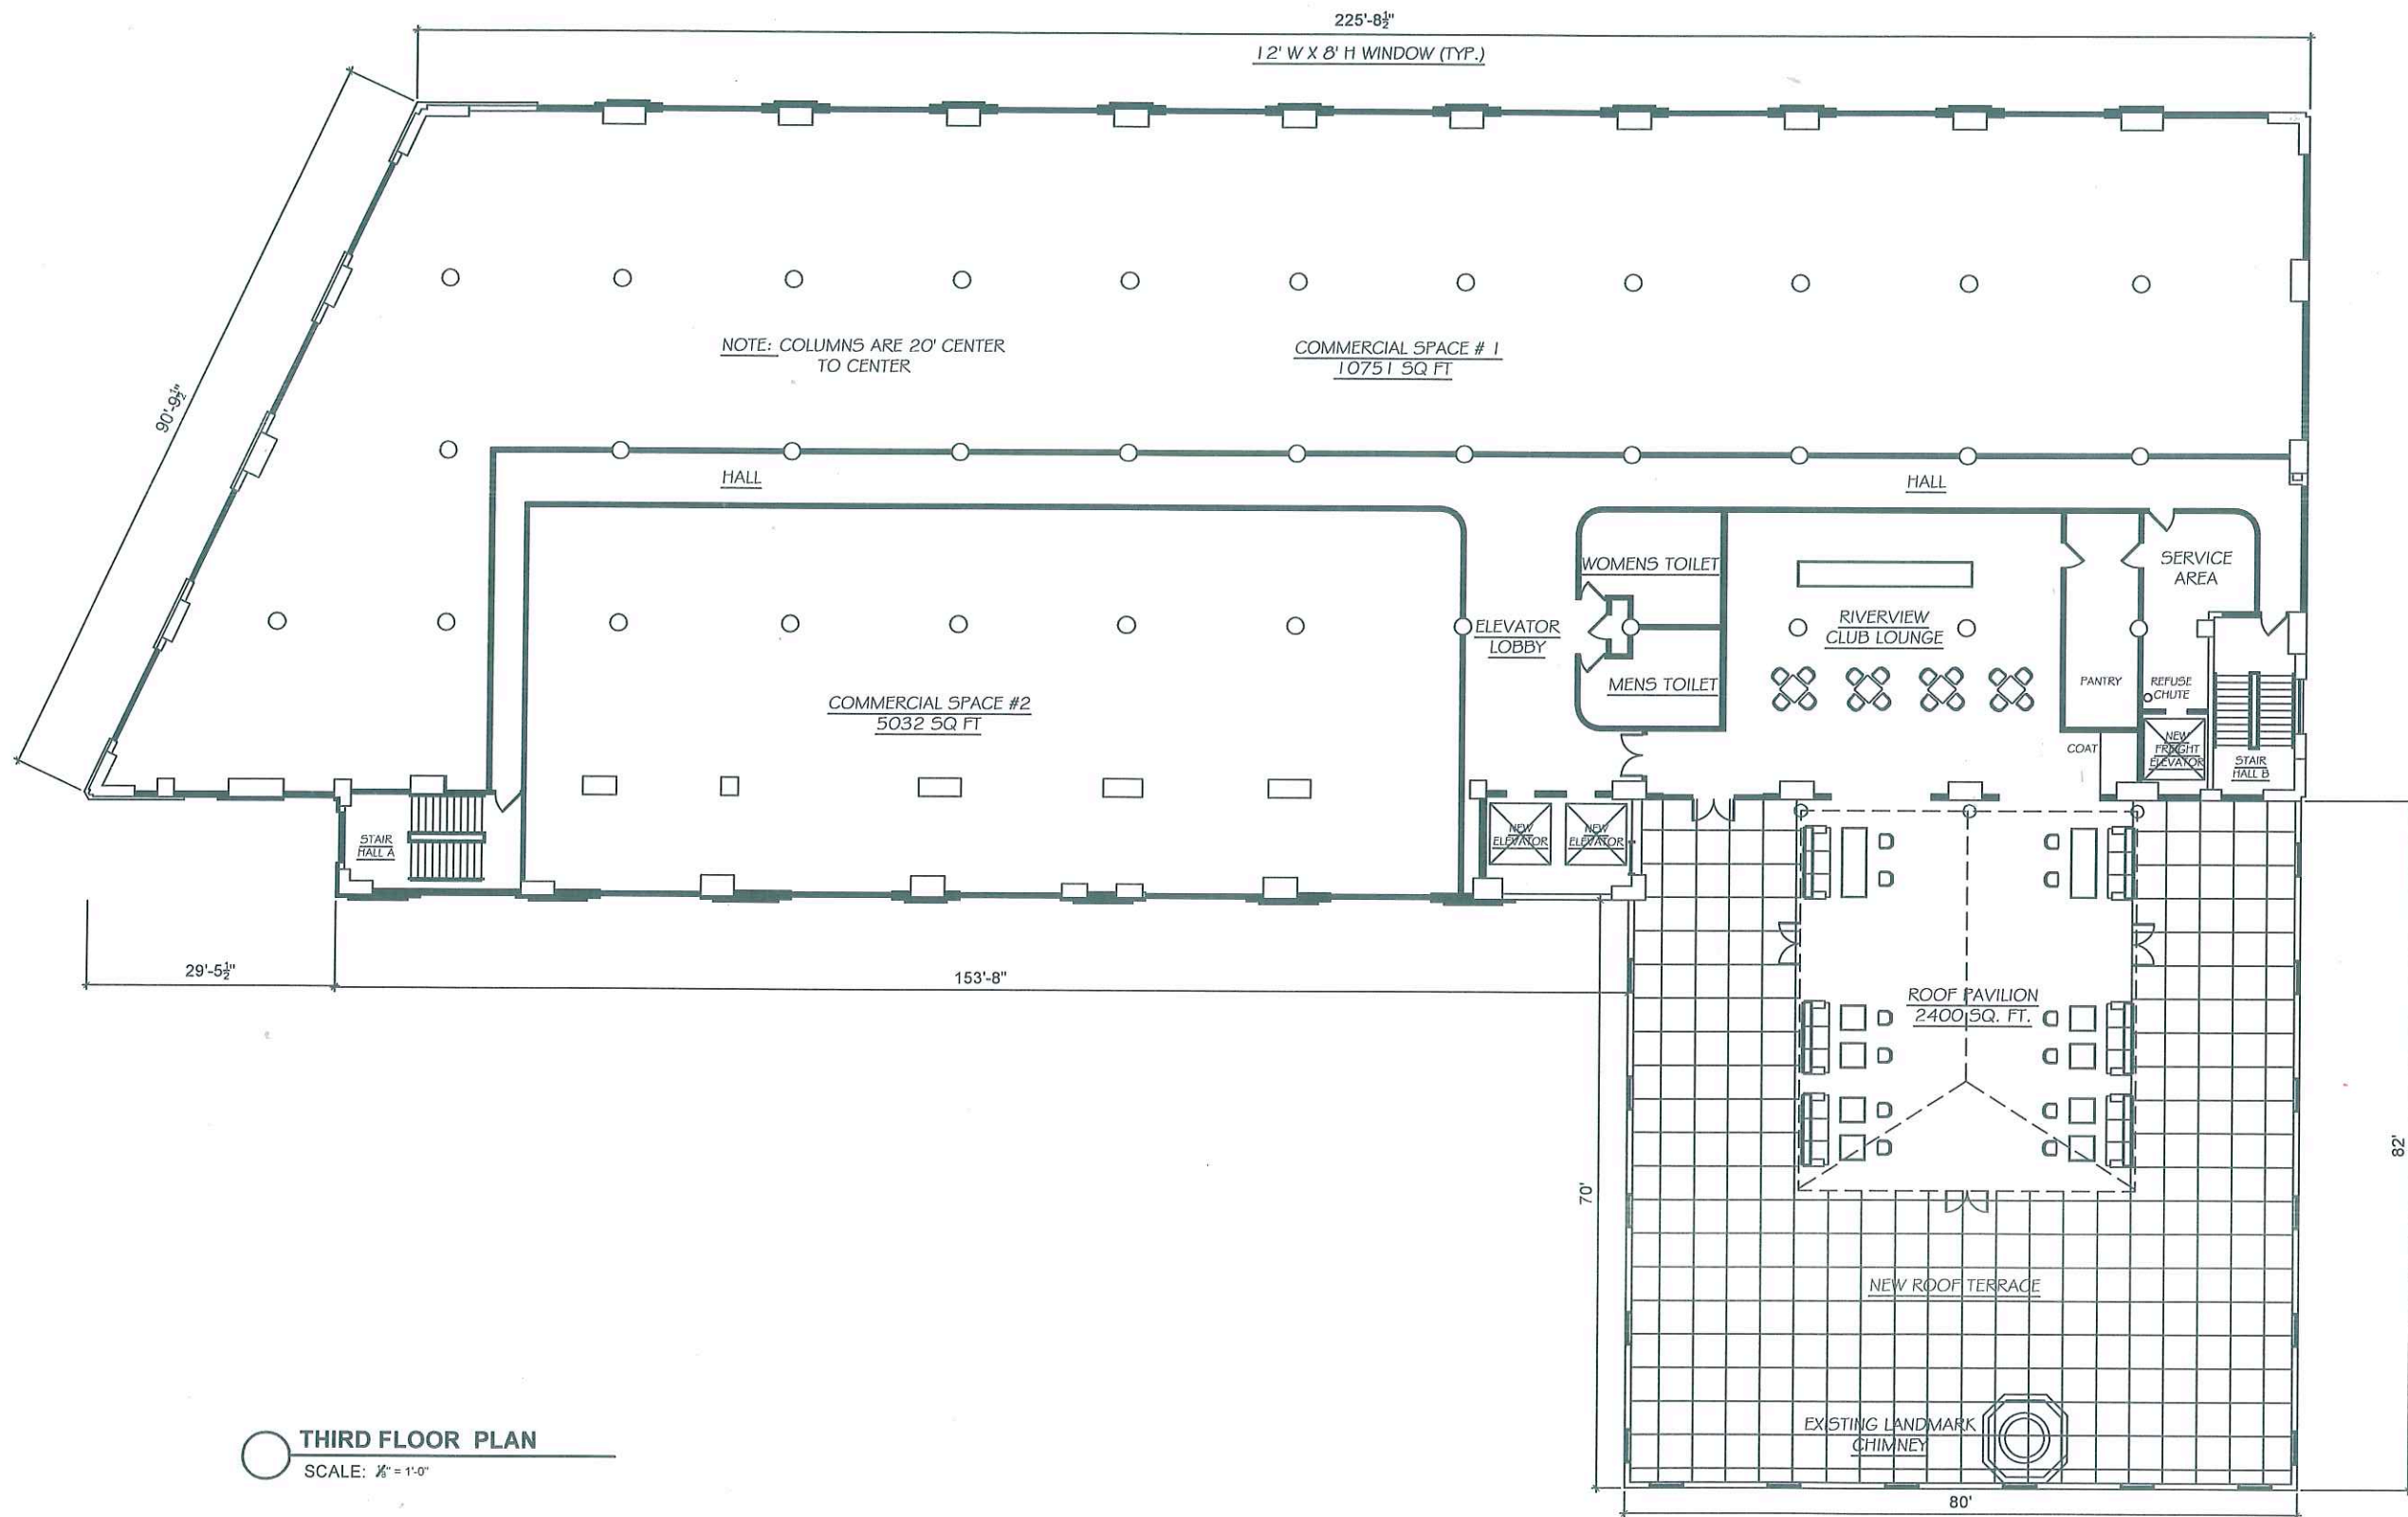 225'-8½"
12' W X 8' H WINDOW (TYP.)
90'-9½"
NOTE: COLUMNS ARE 20' CENTER
TO CENTER
COMMERCIAL SPACE # 1
10751 SQ FT
HALL
HALL
WOMENS TOILET
SERVICE
AREA
ELEVATOR
LOBBY
RIVERVIEW
CLUB LOUNGE
MENS TOILET
PANTRY
REFUSE
CHUTE
COMMERCIAL SPACE #2
5032 SQ FT
COAT
NEW
FREIGHT
ELEVATOR
STAIR
HALL B
STAIR
HALL A
NEW
ELEVATOR
NEW
ELEVATOR
29'-5½"
153'-8"
ROOF PAVILION
2400 SQ. FT.
70'
82'
NEW ROOF TERRACE
EXISTING LANDMARK
CHIMNEY
THIRD FLOOR PLAN
SCALE: ⅛" = 1'-0"
80'